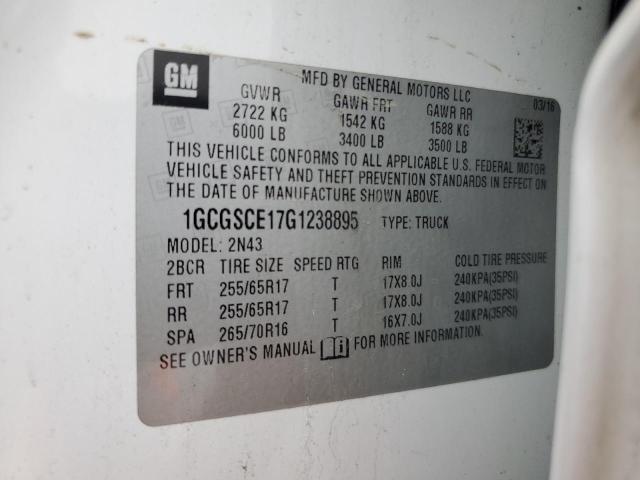 GM
MFD BY GENERAL MOTORS LLC
03/16
GVWR GAWR FRT GAWR RR
2722 KG 1542 KG 1588 KG
6000 LB 3400 LB 3500 LB
THIS VEHICLE CONFORMS TO ALL APPLICABLE U.S. FEDERAL MOTOR
VEHICLE SAFETY AND THEFT PREVENTION STANDARDS IN EFFECT ON
THE DATE OF MANUFACTURE SHOWN ABOVE.
1GCGSCE17G1238895 TYPE: TRUCK
MODEL: 2N43
2BCR TIRE SIZE SPEED RTG RIM COLD TIRE PRESSURE
FRT 255/65R17 T 17X8.0J 240KPA(35PSI)
RR 255/65R17 T 17X8.0J 240KPA(35PSI)
SPA 265/70R16 T 16X7.0J 240KPA(35PSI)
SEE OWNER'S MANUAL FOR MORE INFORMATION.